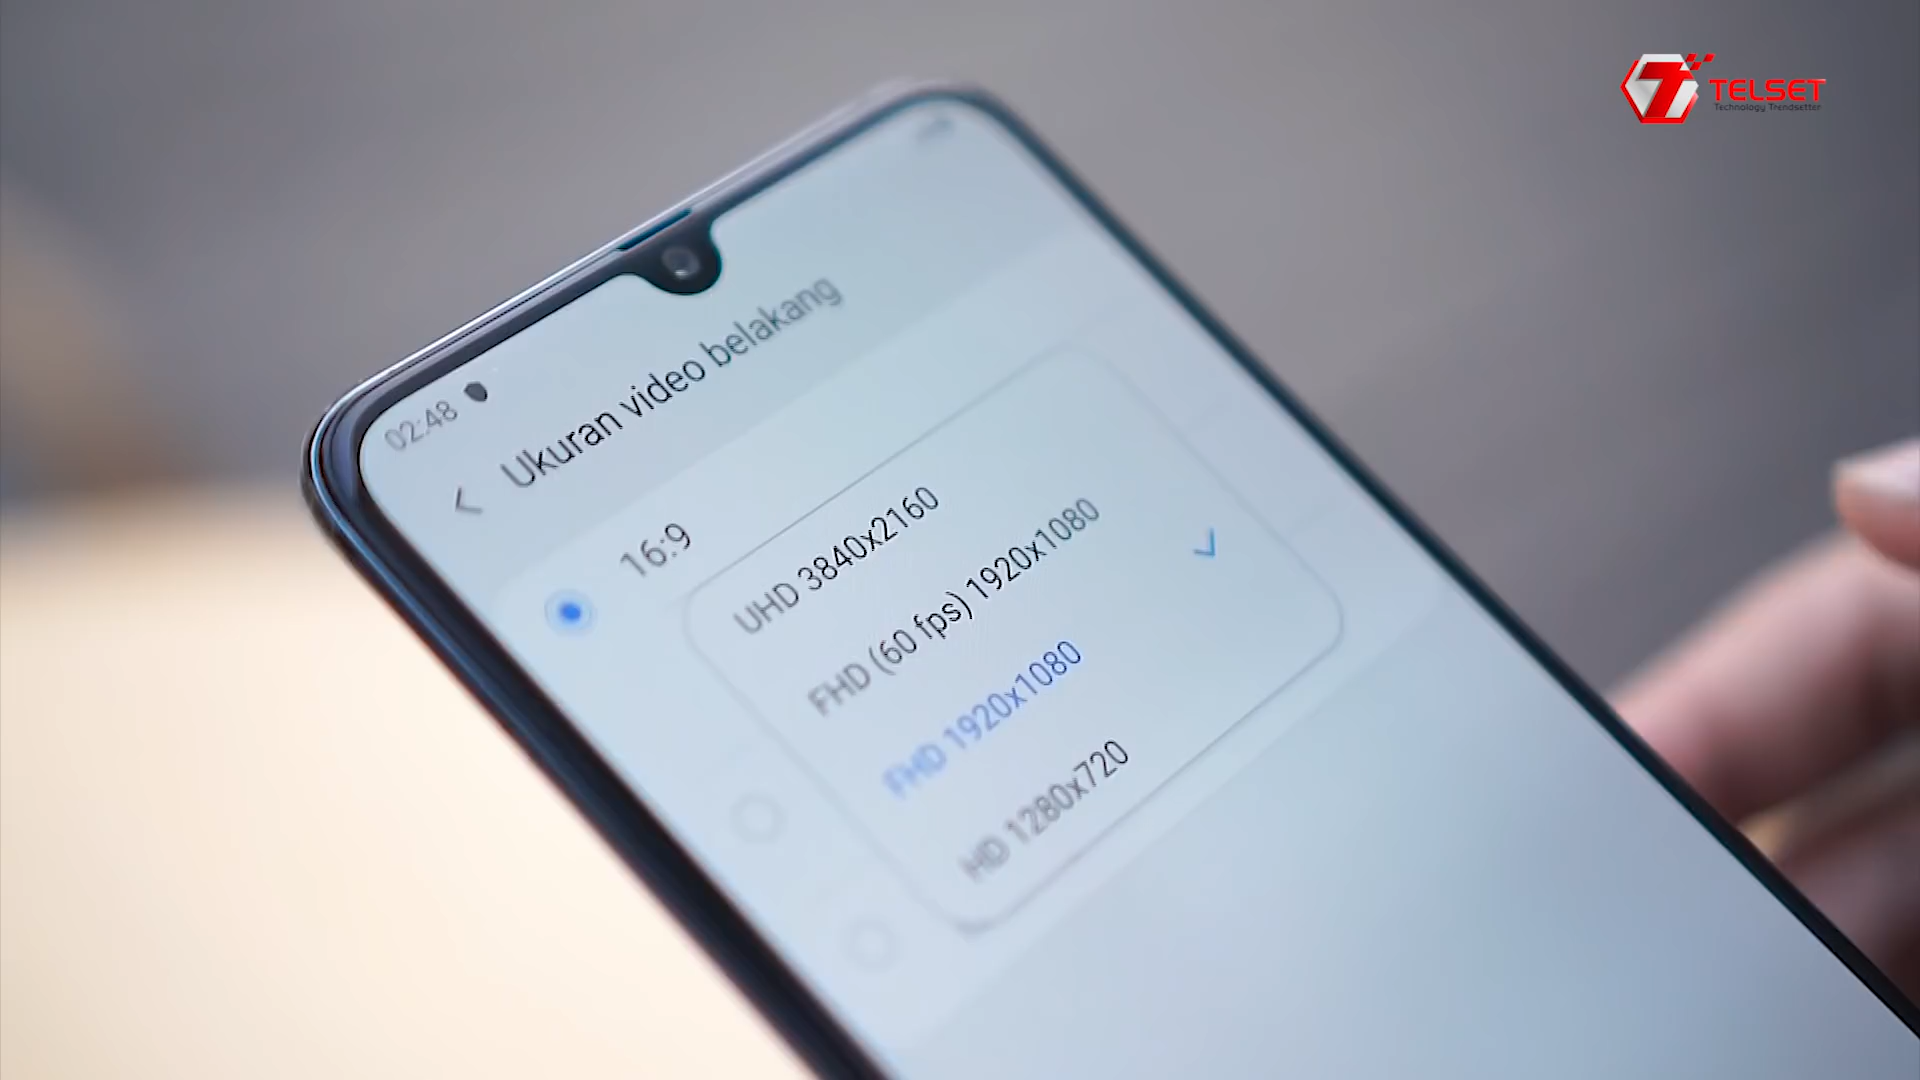 TELSET
Technology Trendsetter
02:48
Ukuran video belakang
16:9
UHD 3840x2160
FHD (60 fps) 1920x1080
FHD 1920x1080
HD 1280x720